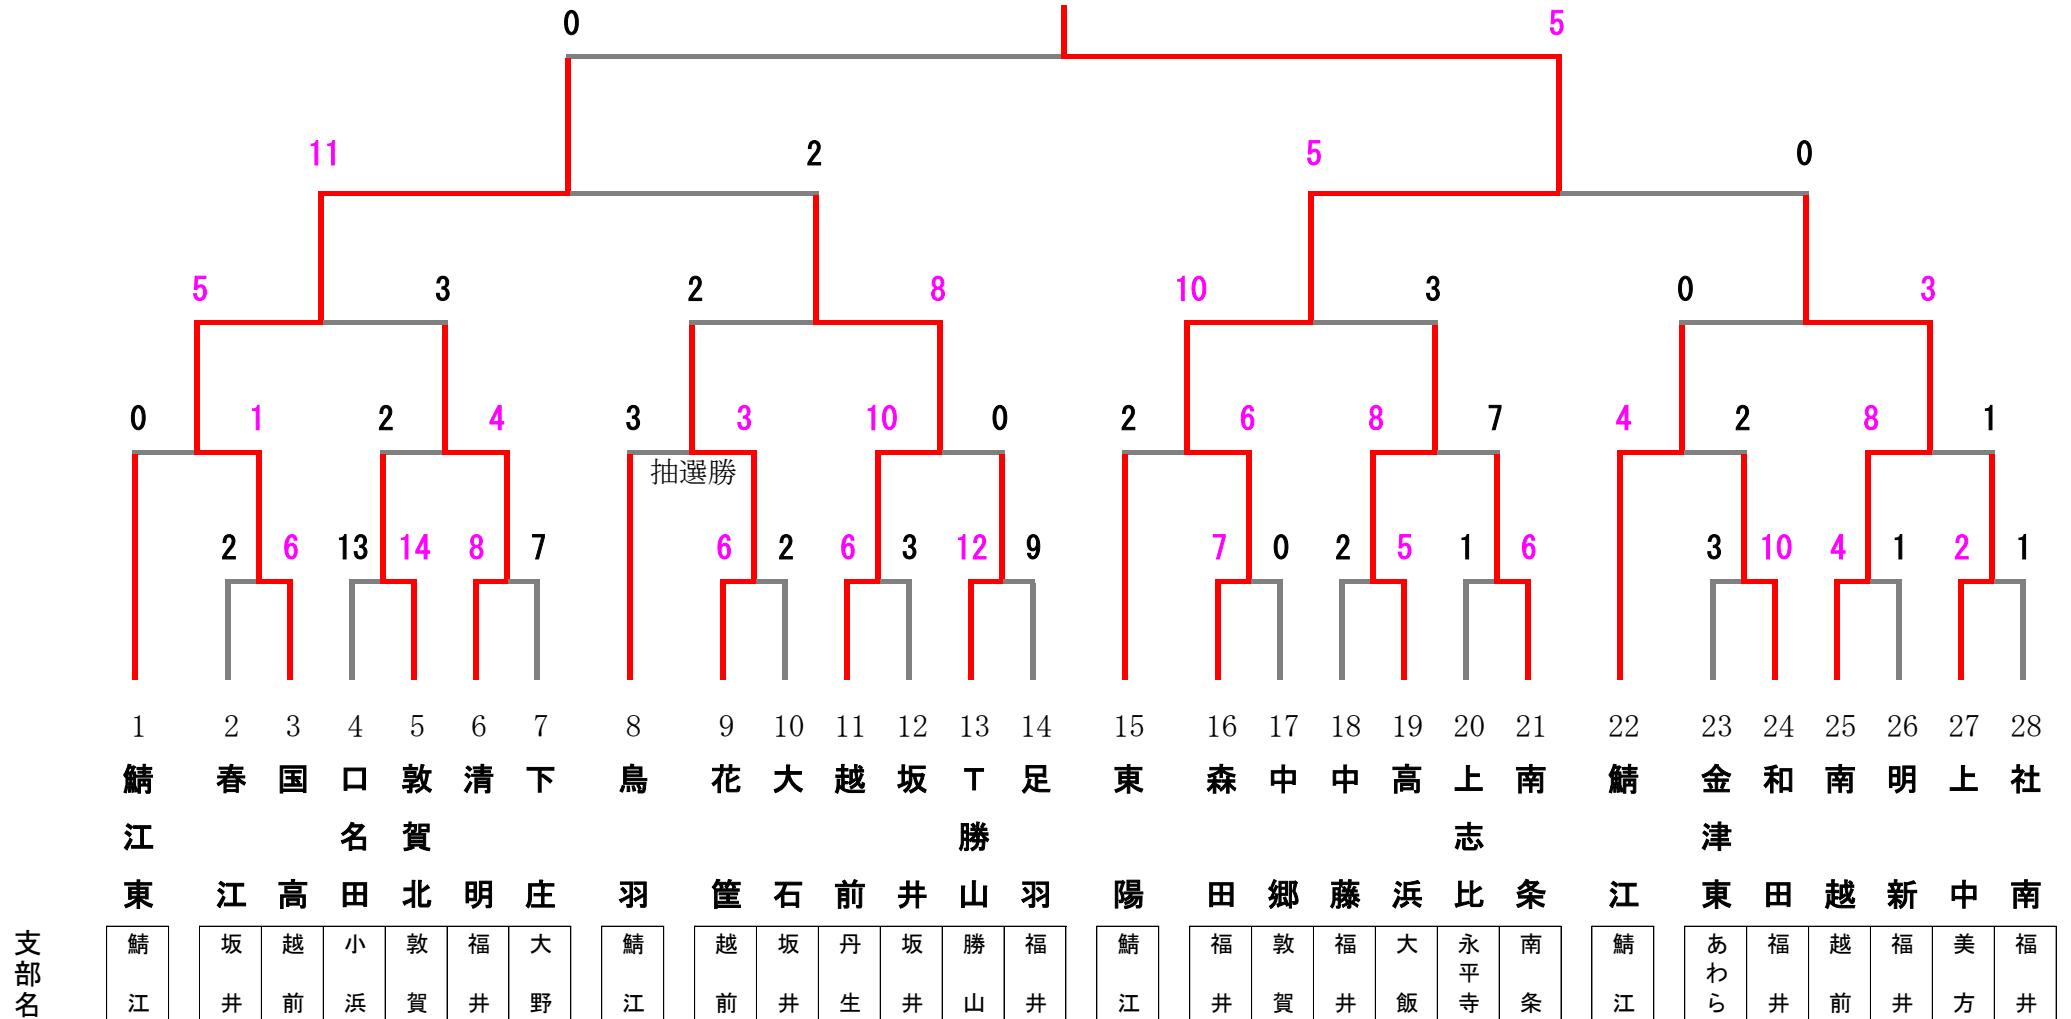 0 5
11 2 5 0
5 3 2 8 10 3 0 3
0 1 2 4 3 3 10 0 2 6 8 7 4 2 8 1
抽選勝
2 6 13 14 8 7 6 2 6 3 12 9 7 0 2 5 1 6 3 10 4 1 2 1
1 2 3 4 5 6 7 8 9 10 11 12 13 14 15 16 17 18 19 20 21 22 23 24 25 26 27 28
鯖江東
春江
国高
口名田
敦賀北
清明
下庄
鳥羽
花筐
大石
越前
坂井
T勝山
足羽
東陽
森田
中郷
中藤
高浜
上志比
南条
鯖江
金津東
和田
南越
明新
上中
社南
支部名
鯖江
坂井
越前
小浜
敦賀
福井
大野
鯖江
越前
坂井
丹生
坂井
勝山
福井
鯖江
福井
敦賀
福井
大飯
永平寺
南条
鯖江
あわら
福井
越前
福井
美方
福井